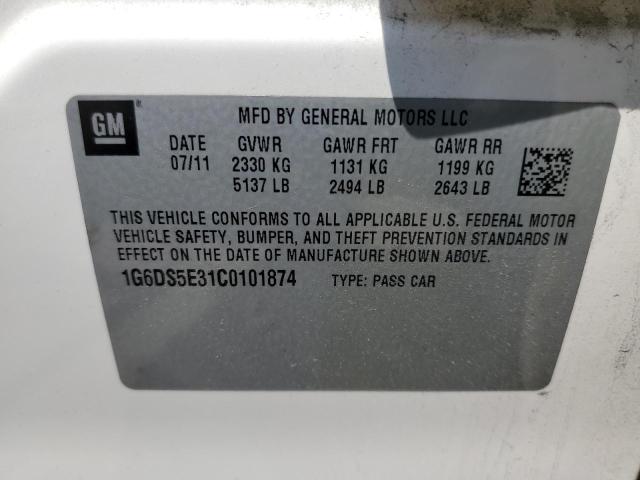 GM ®
MFD BY GENERAL MOTORS LLC
DATE GVWR GAWR FRT GAWR RR
07/11 2330 KG 1131 KG 1199 KG
5137 LB 2494 LB 2643 LB
THIS VEHICLE CONFORMS TO ALL APPLICABLE U.S. FEDERAL MOTOR
VEHICLE SAFETY, BUMPER, AND THEFT PREVENTION STANDARDS IN
EFFECT ON THE DATE OF MANUFACTURE SHOWN ABOVE.
1G6DS5E31C0101874 TYPE: PASS CAR